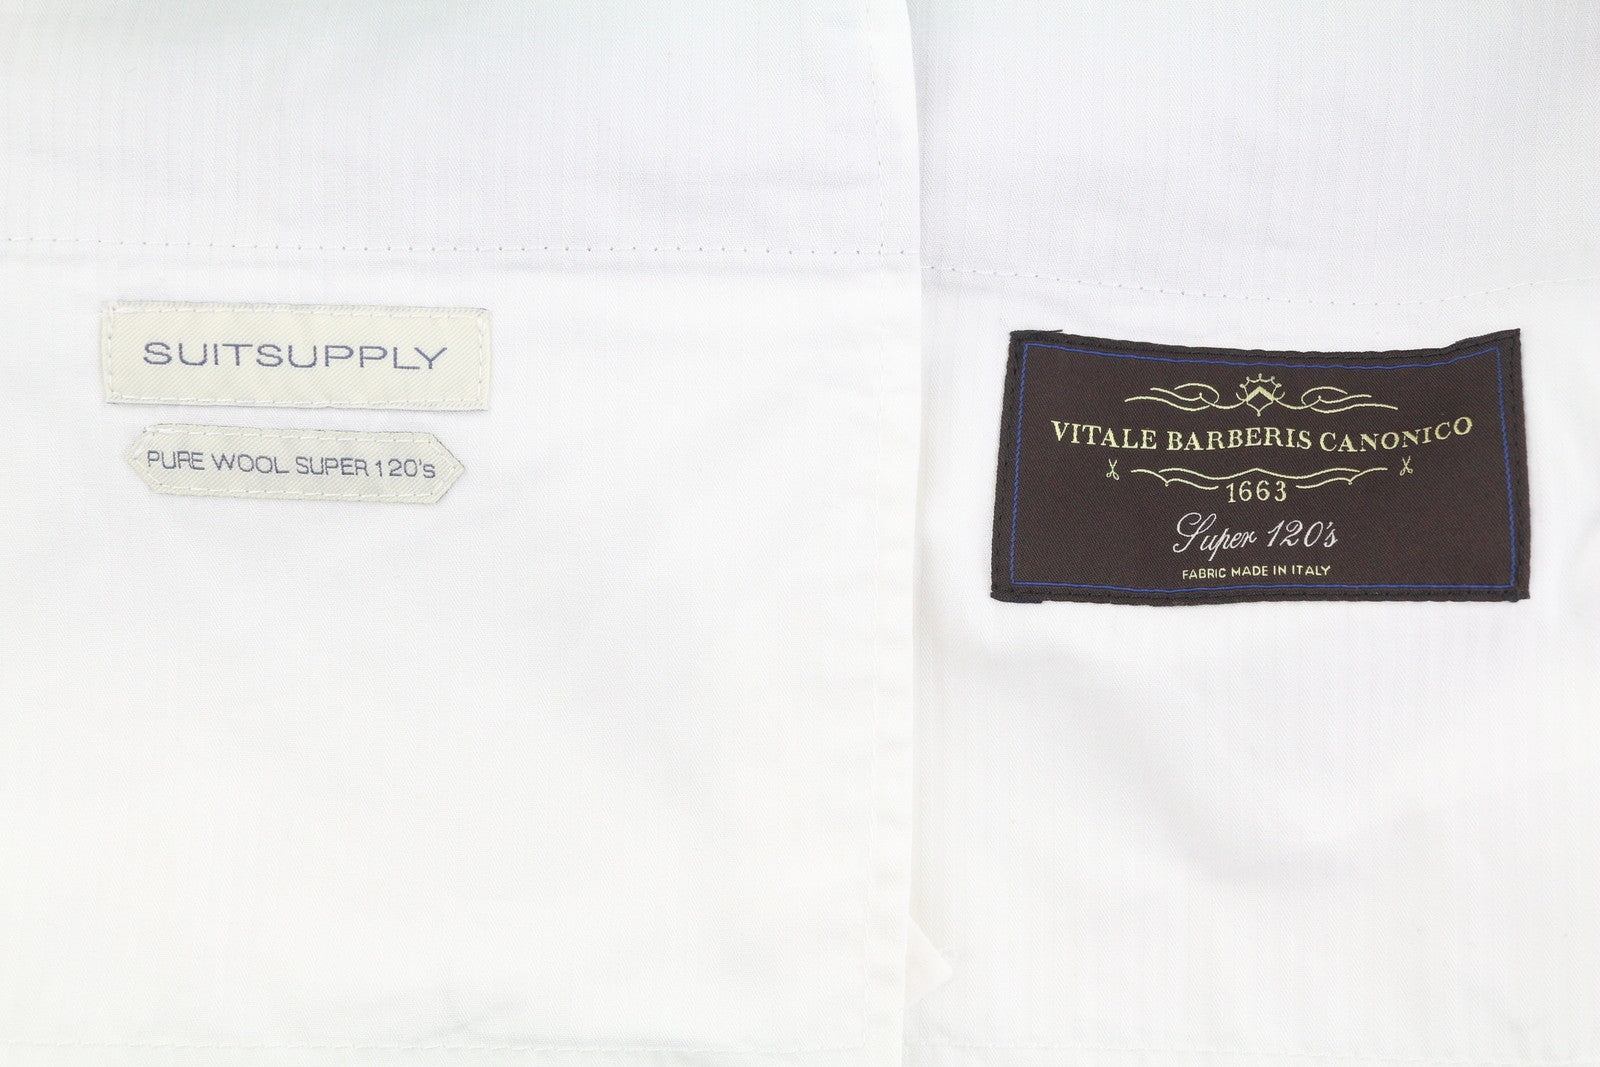 SUITSUPPLY
PURE WOOL SUPER 120's
VITALE BARBERIS CANONICO
1663
Super 120's
FABRIC MADE IN ITALY